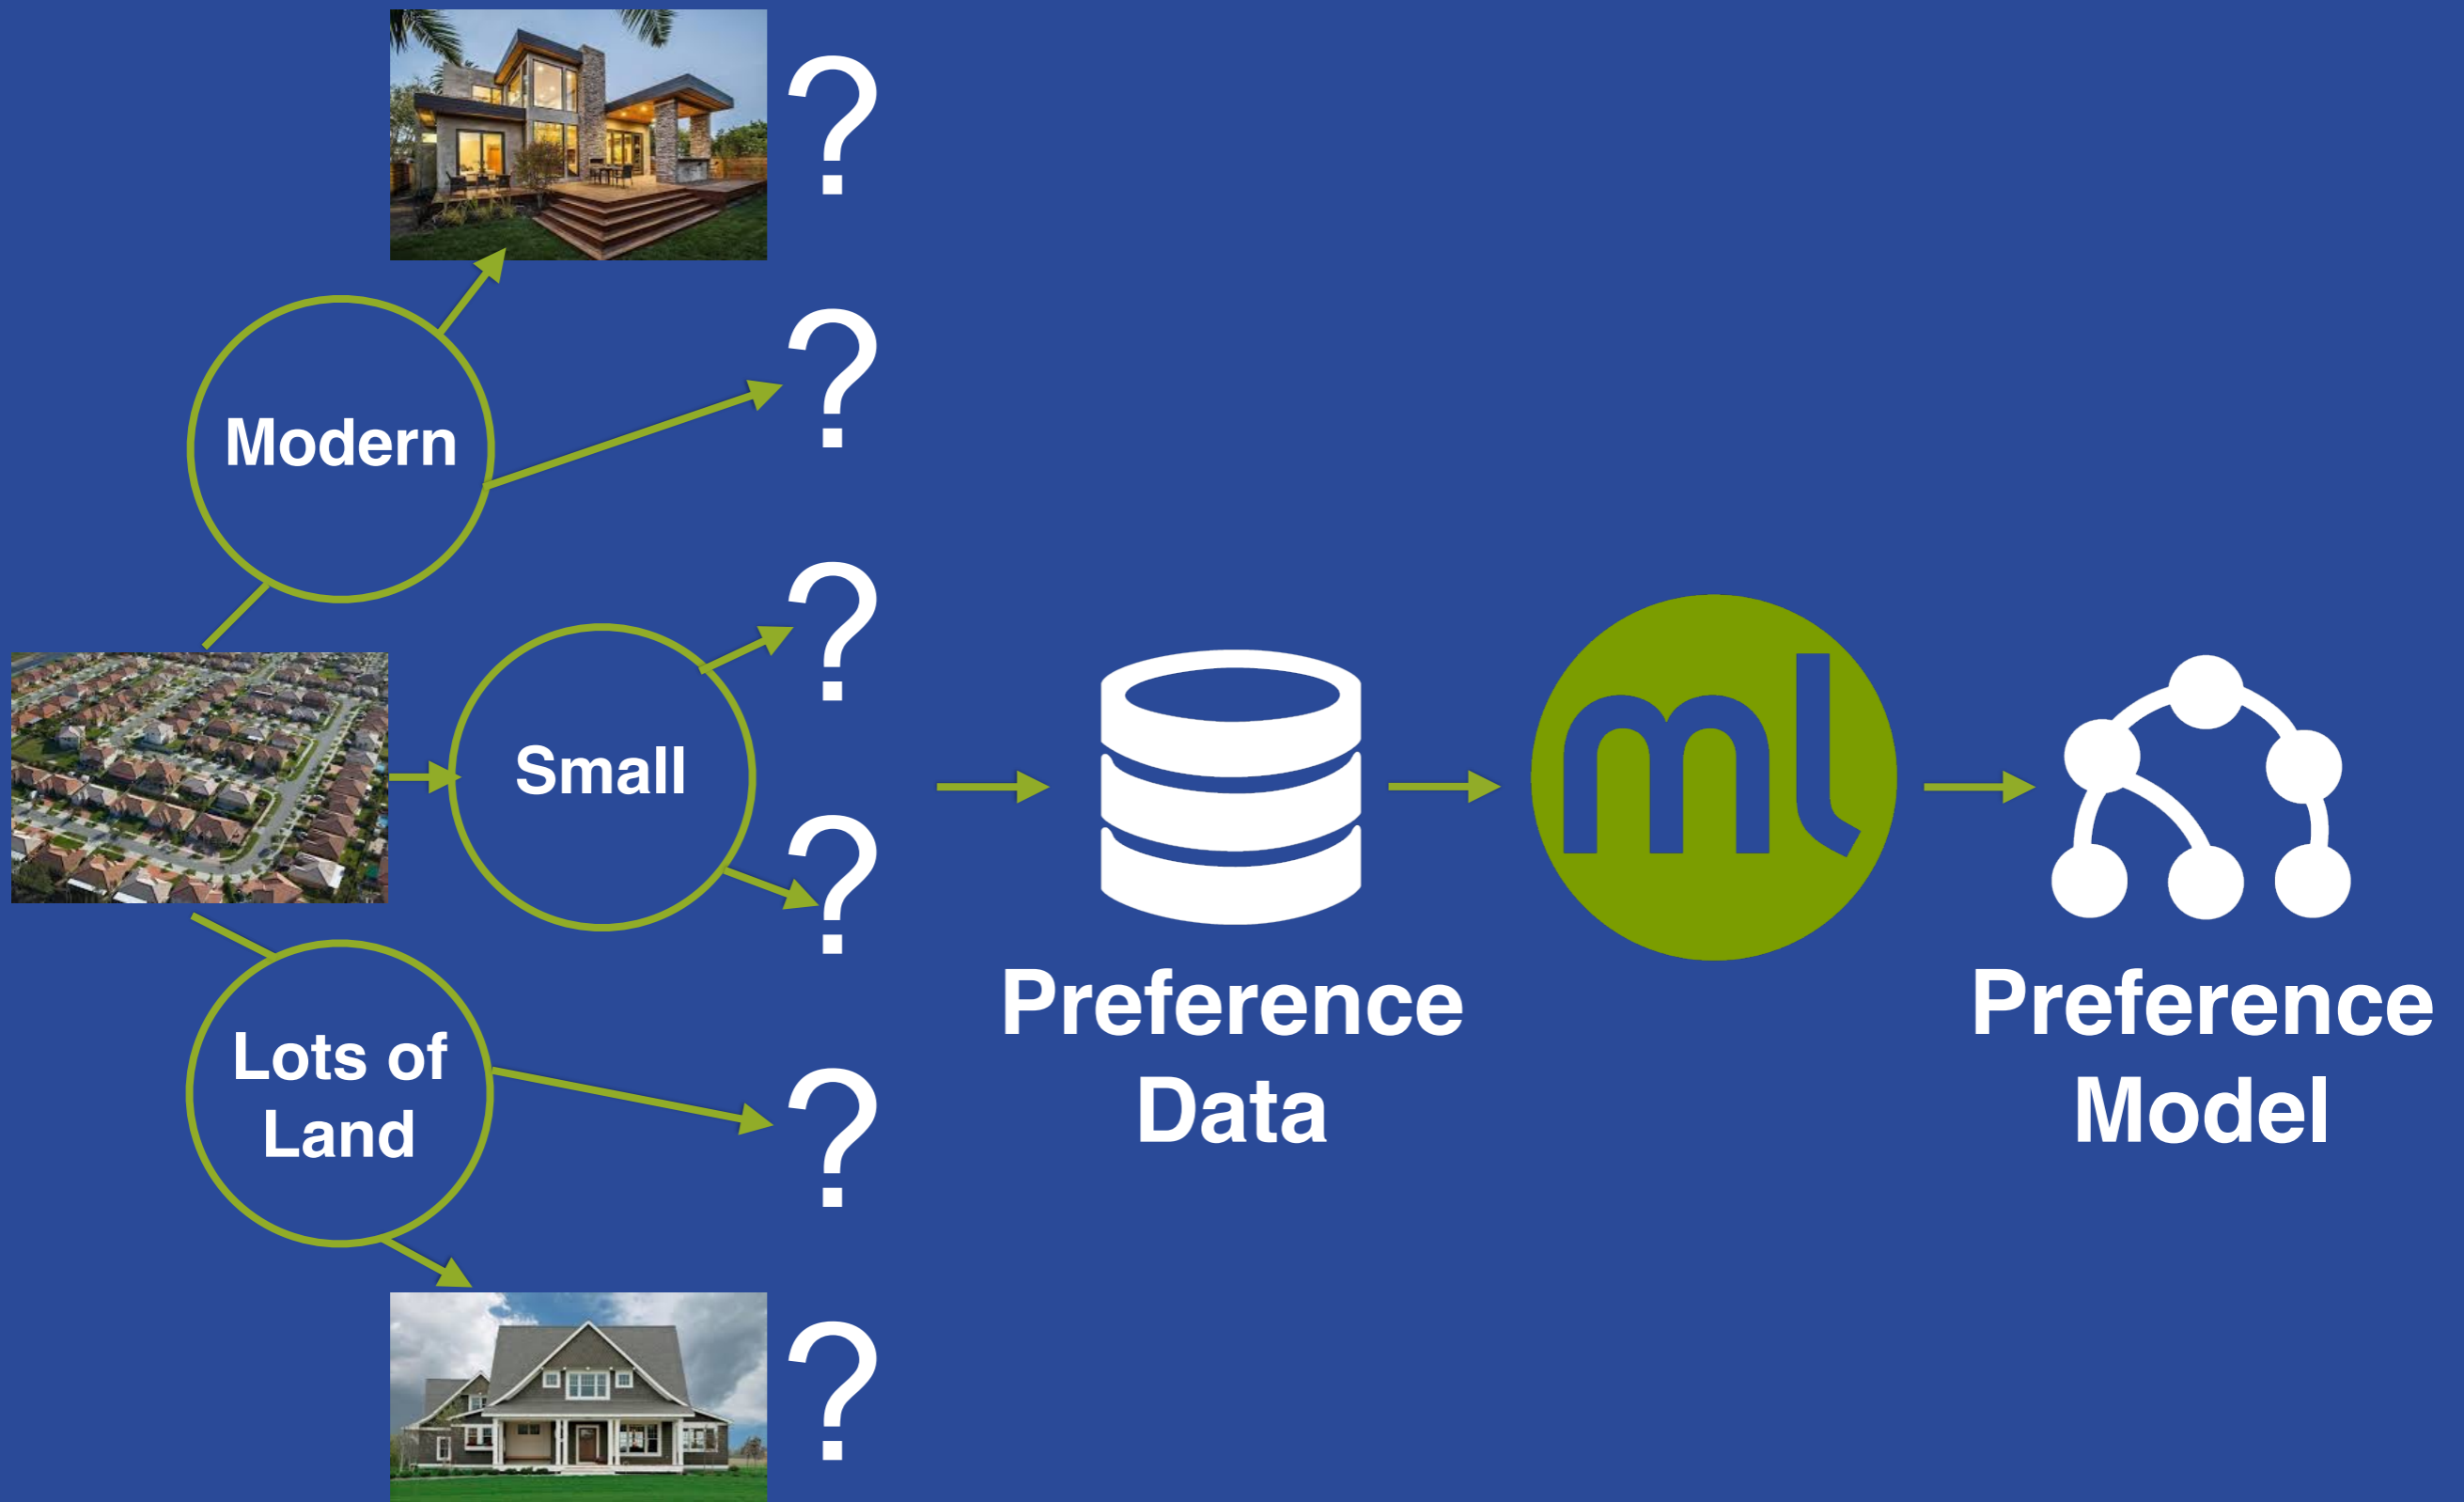 ?
?
Modern
?
Small
?
ml
Preference
Data
Preference
Model
Lots of
Land
?
?